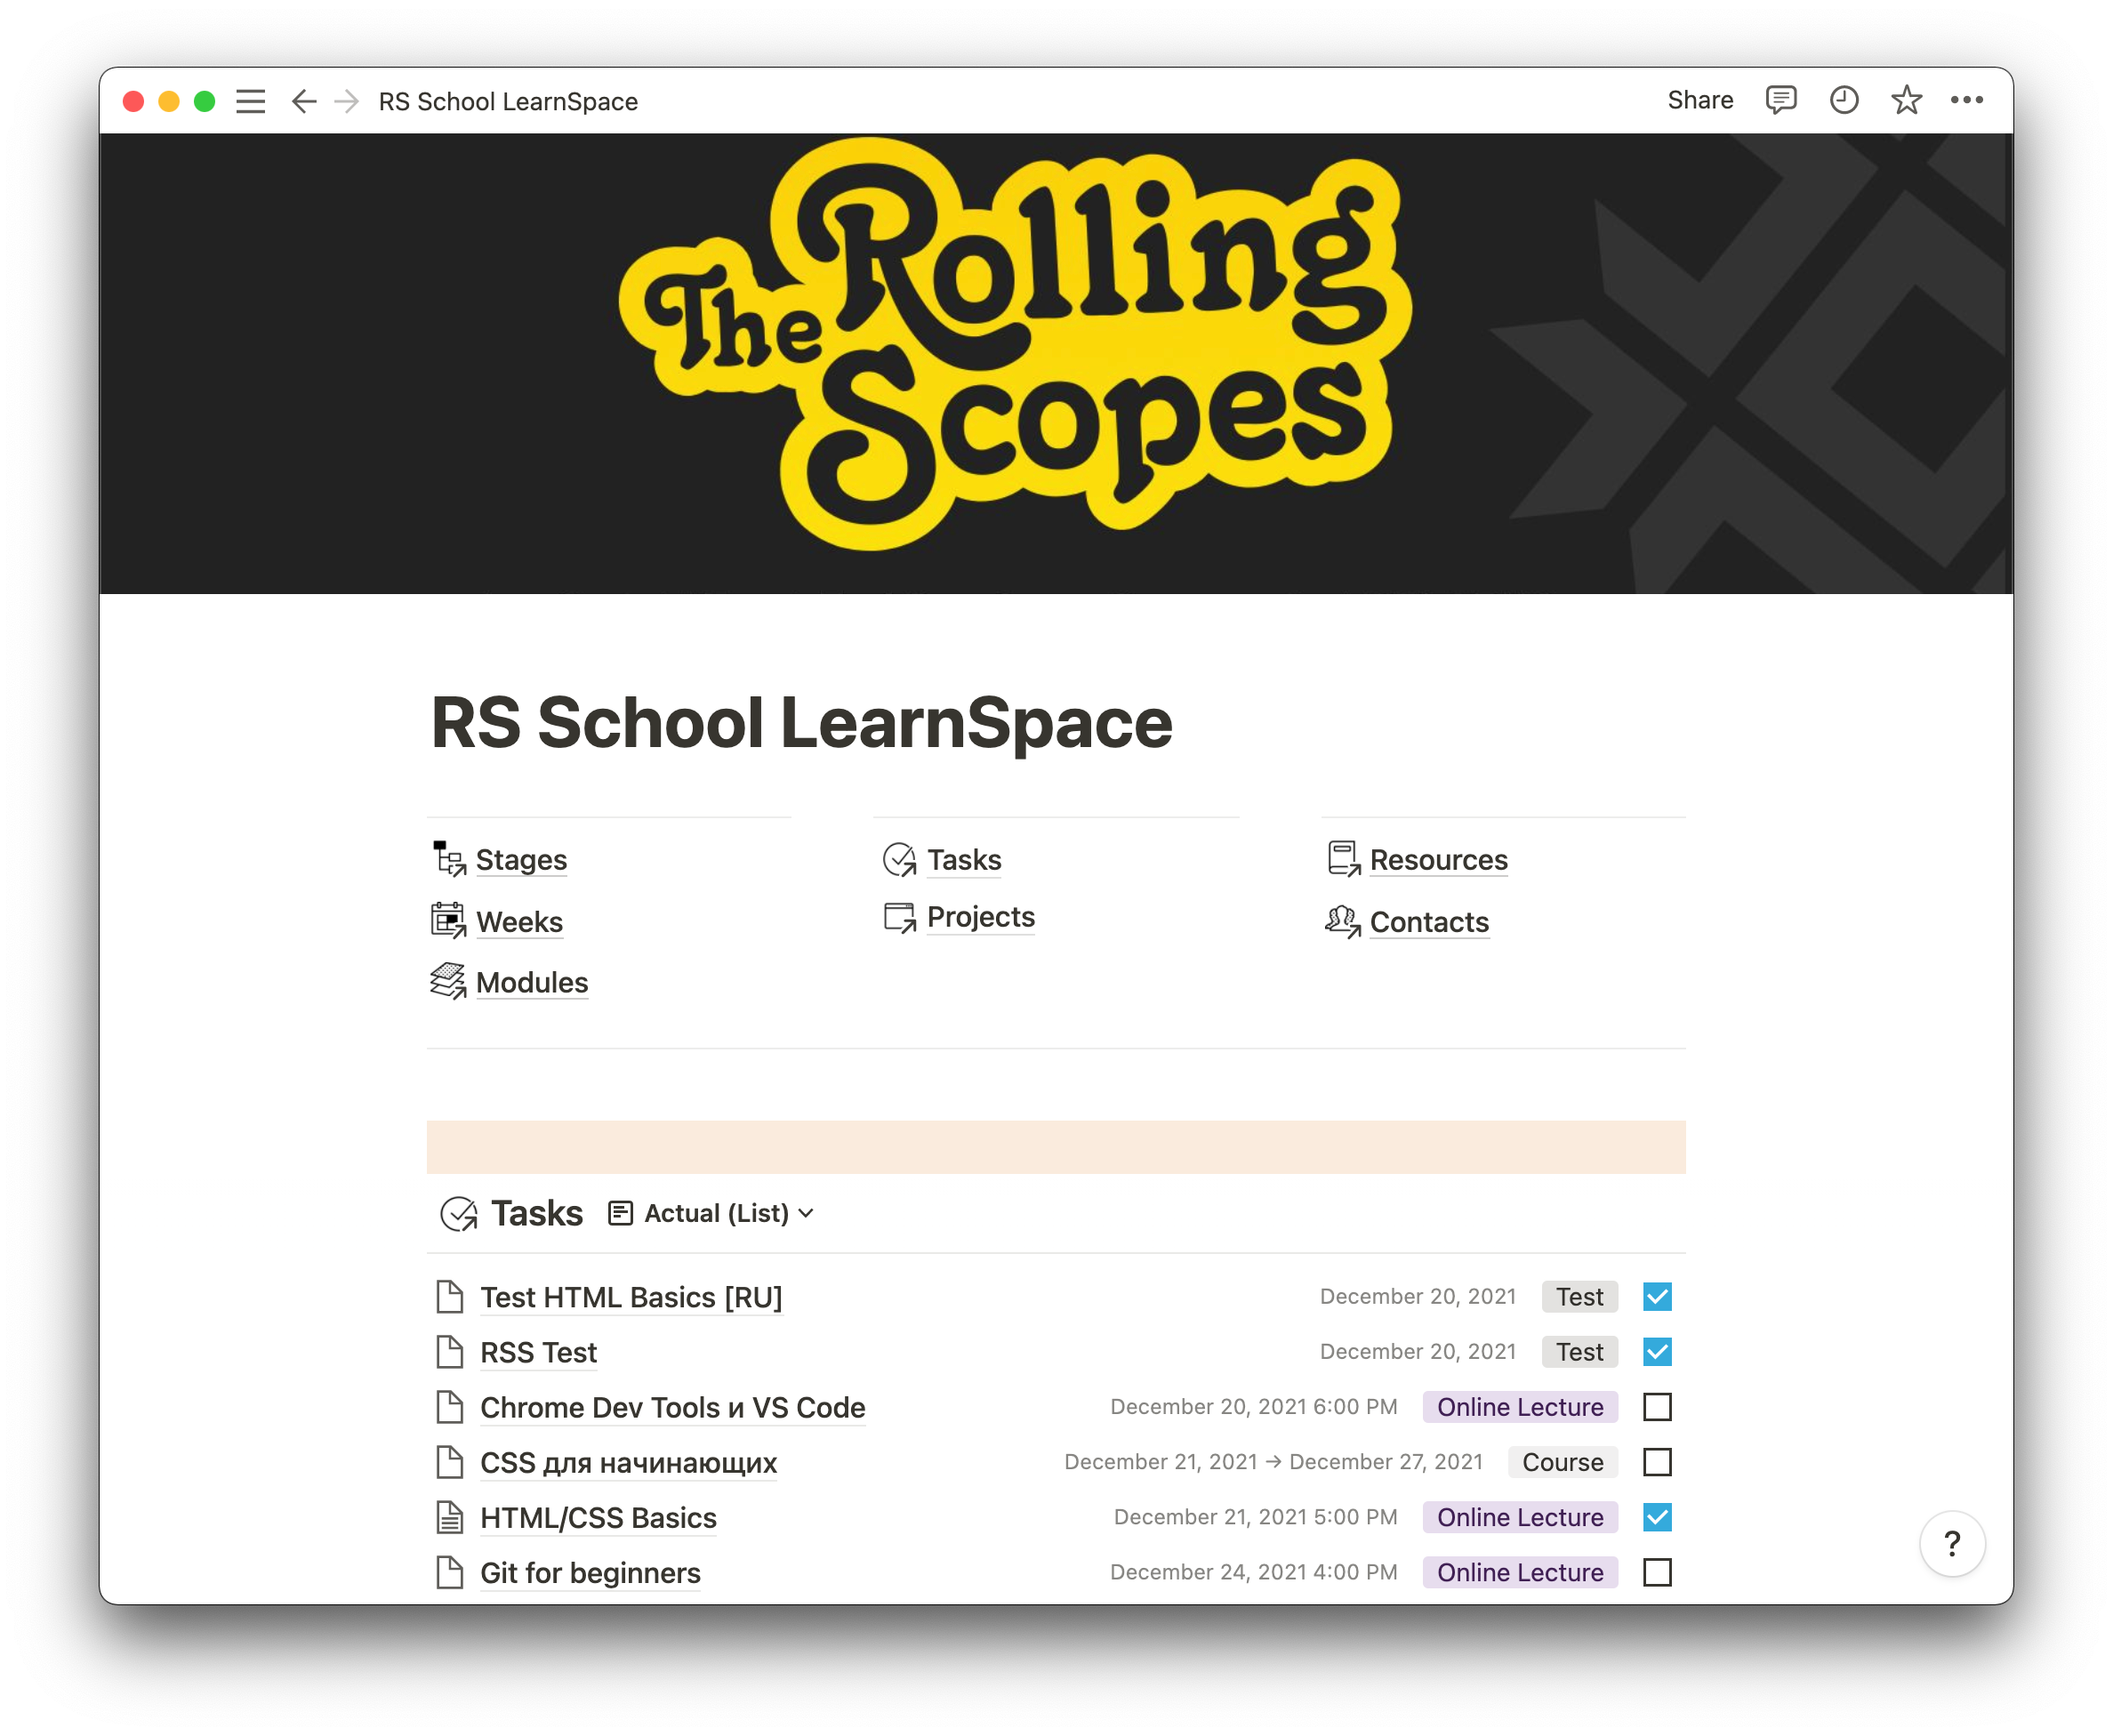 RS School LearnSpace
Share
The Rolling
Scopes
RS School LearnSpace
Stages
Weeks
Modules
Tasks
Projects
Resources
Contacts
Tasks Actual (List)
Test HTML Basics [RU] December 20, 2021 Test
RSS Test December 20, 2021 Test
Chrome Dev Tools и VS Code December 20, 2021 6:00 PM Online Lecture
CSS для начинающих December 21, 2021 → December 27, 2021 Course
HTML/CSS Basics December 21, 2021 5:00 PM Online Lecture
Git for beginners December 24, 2021 4:00 PM Online Lecture
?